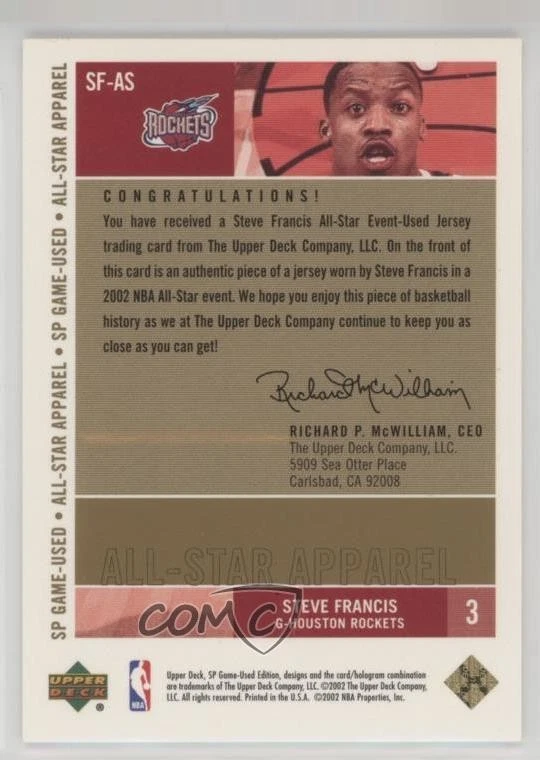 SF-AS
ROCKETS
SP GAME-USED • ALL-STAR APPAREL • SP GAME-USED • ALL-STAR APPAREL
CONGRATULATIONS!
You have received a Steve Francis All-Star Event-Used Jersey
trading card from The Upper Deck Company, LLC. On the front of
this card is an authentic piece of a jersey worn by Steve Francis in a
2002 NBA All-Star event. We hope you enjoy this piece of basketball
history as we at The Upper Deck Company continue to keep you as
close as you can get!
Richard McWilliam
RICHARD P. McWILLIAM, CEO
The Upper Deck Company, LLC.
5909 Sea Otter Place
Carlsbad, CA 92008
ALL-STAR APPAREL
COMC
STEVE FRANCIS
G-HOUSTON ROCKETS
3
UPPER
DECK
®
NBA
Upper Deck, SP Game-Used Edition, designs and the card/hologram combination
are trademarks of The Upper Deck Company, LLC. ©2002 The Upper Deck Company,
LLC. All rights reserved. Printed in the U.S.A. ©2002 NBA Properties, Inc.